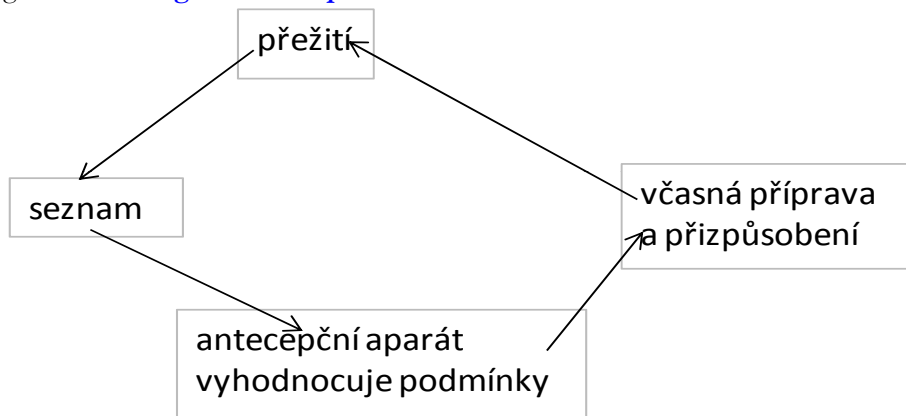 přežití
seznam
včasná příprava
a přizpůsobení
antecepční aparát
vyhodnocuje podmínky